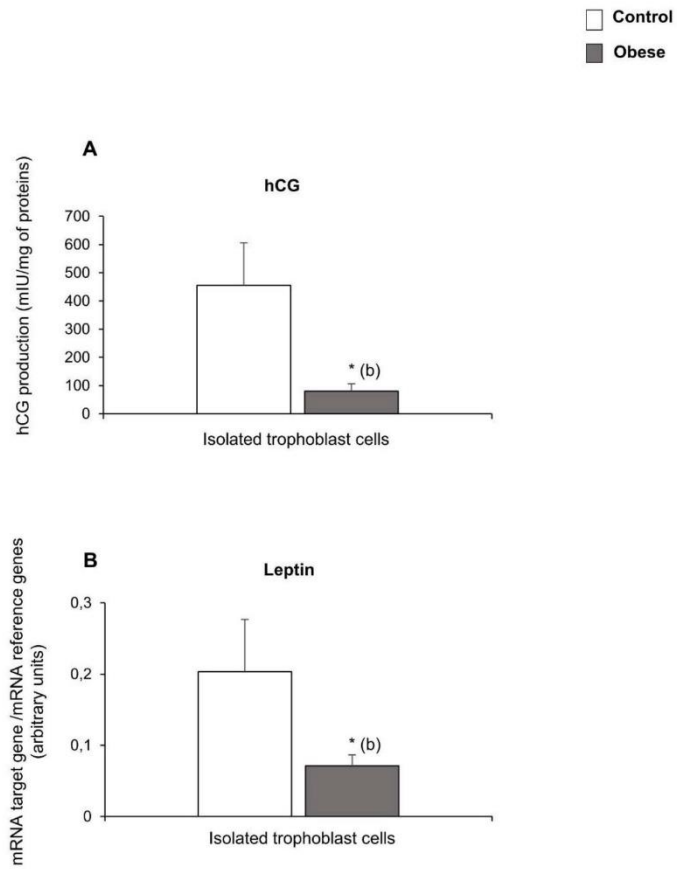 Control
Obese
A
hCG
hCG production (mIU/mg of proteins)
700
600
500
400
300
200
100
0
* (b)
Isolated trophoblast cells
B
Leptin
mRNA target gene /mRNA reference genes
(arbitrary units)
0,3
0,2
0,1
0
* (b)
Isolated trophoblast cells